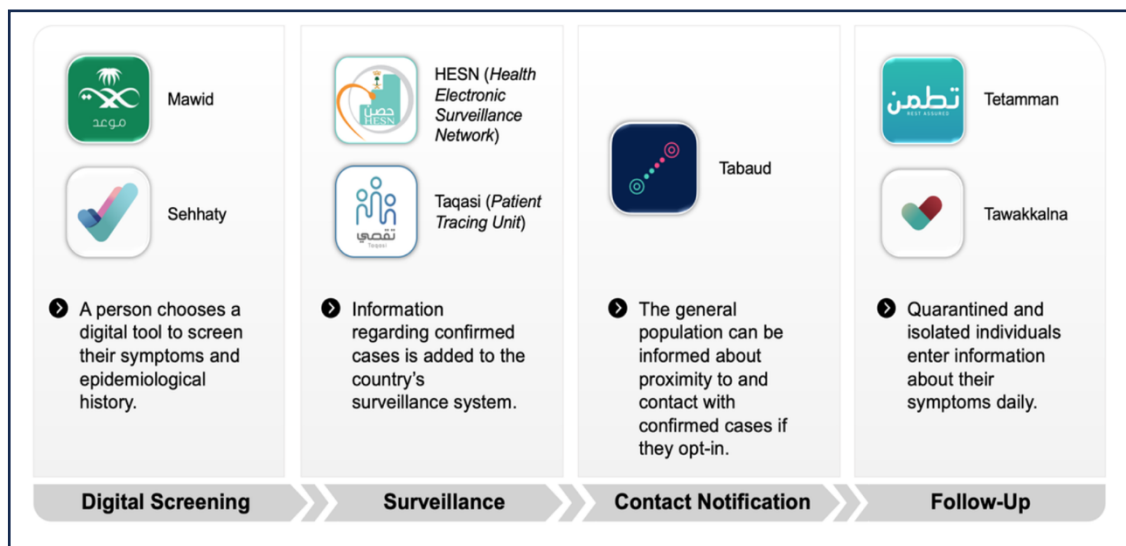 موعد
Mawid
Sehhaty
A person chooses a
digital tool to screen
their symptoms and
epidemiological
history.
Digital Screening
حصن
HESN
HESN (Health
Electronic
Surveillance
Network)
تقصي
Taqasi
Taqasi (Patient
Tracing Unit)
Information
regarding confirmed
cases is added to the
country’s
surveillance system.
Surveillance
Tabaud
The general
population can be
informed about
proximity to and
contact with
confirmed cases if
they opt-in.
Contact Notification
تطمن
REST ASSURED
Tetamman
Tawakkalna
Quarantined and
isolated individuals
enter information
about their
symptoms daily.
Follow-Up